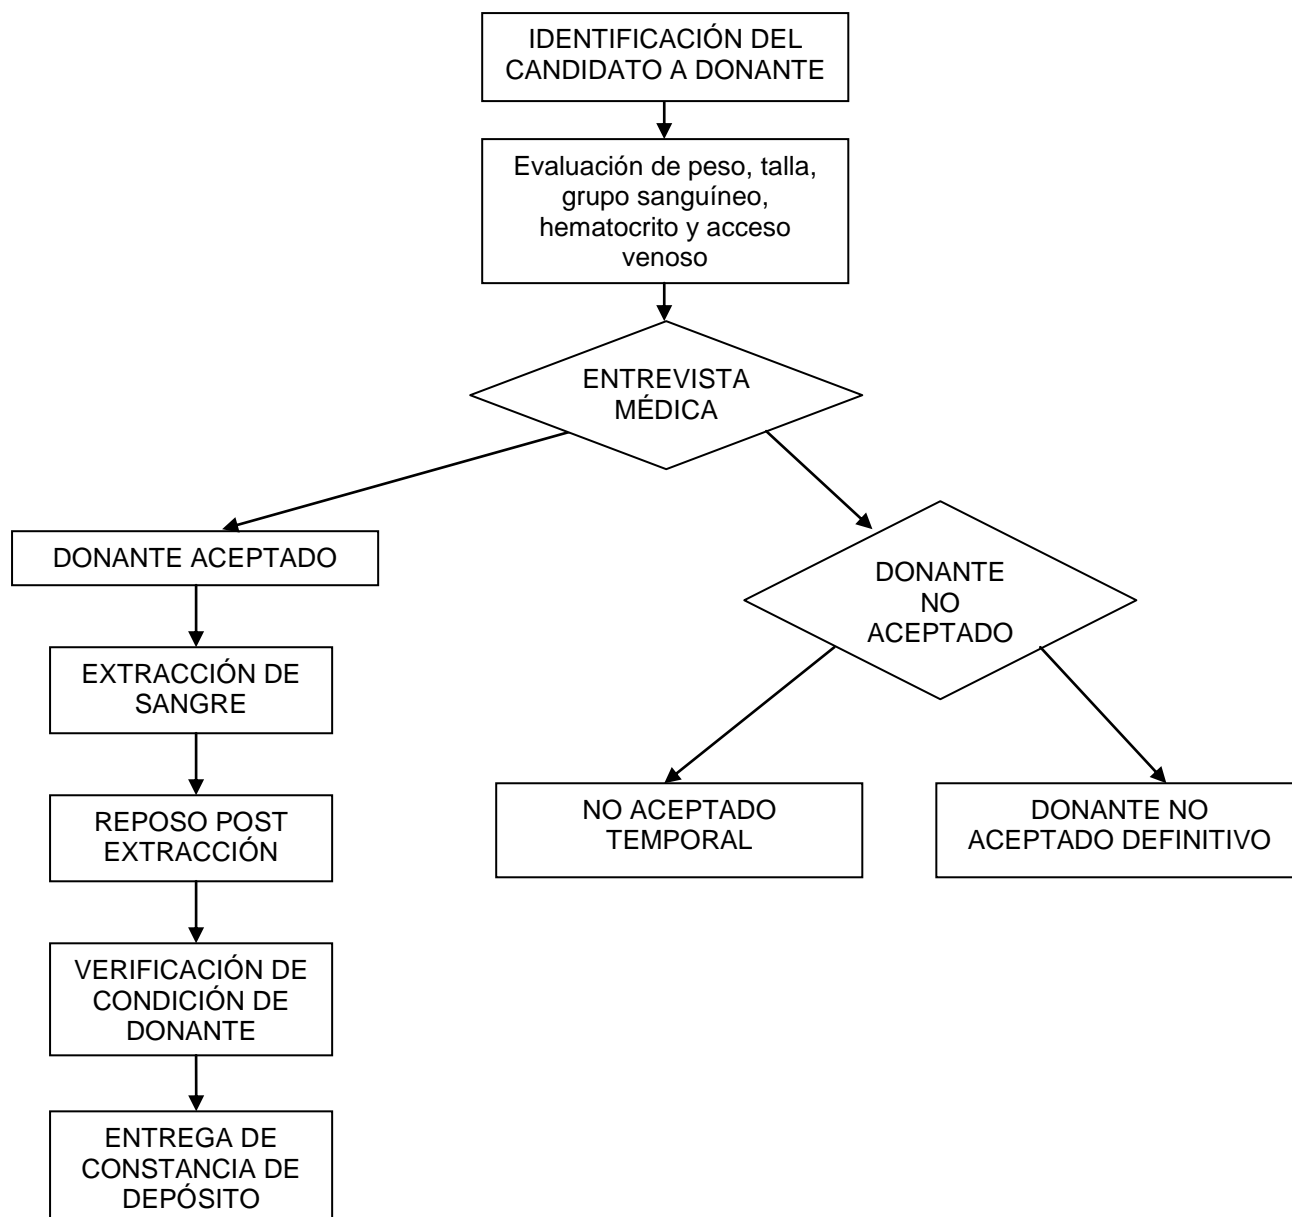 IDENTIFICACIÓN DEL
CANDIDATO A DONANTE
Evaluación de peso, talla,
grupo sanguíneo,
hematocrito y acceso
venoso
ENTREVISTA
MÉDICA
DONANTE ACEPTADO
EXTRACCIÓN DE
SANGRE
REPOSO POST
EXTRACCIÓN
VERIFICACIÓN DE
CONDICIÓN DE
DONANTE
ENTREGA DE
CONSTANCIA DE
DEPÓSITO
DONANTE
NO
ACEPTADO
NO ACEPTADO
TEMPORAL
DONANTE NO
ACEPTADO DEFINITIVO